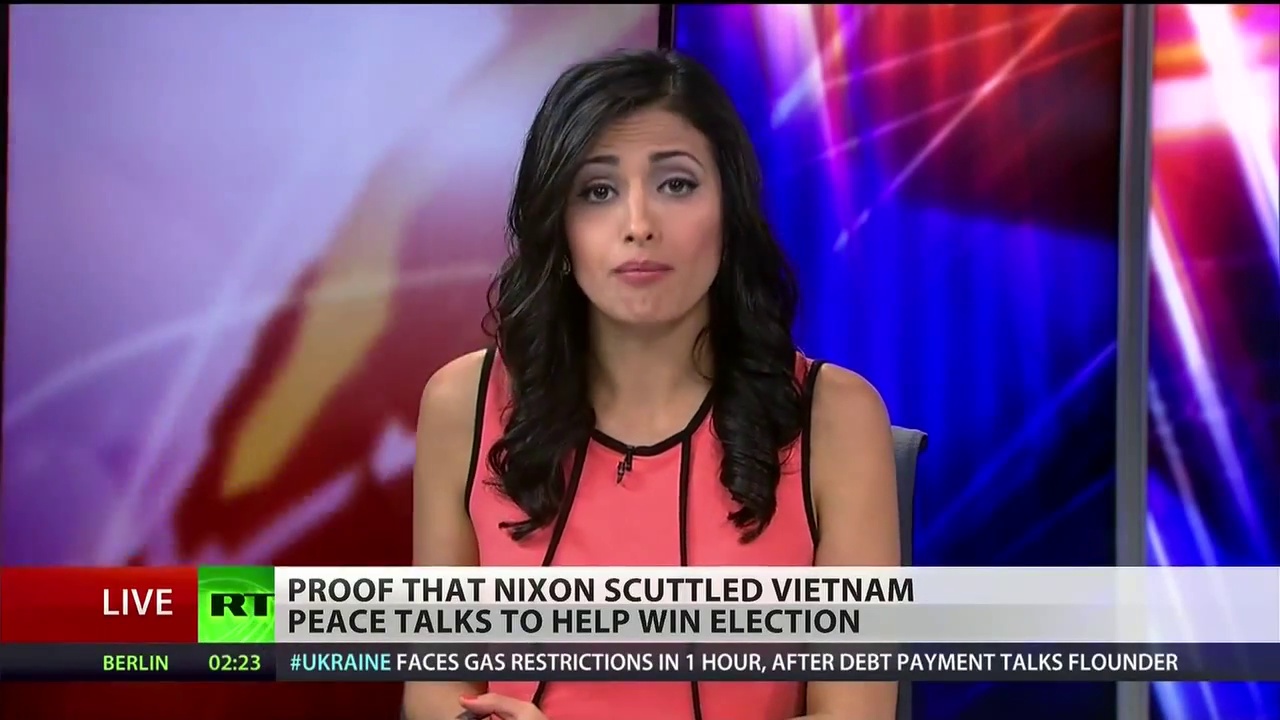 LIVE
RT
PROOF THAT NIXON SCUTTLED VIETNAM
PEACE TALKS TO HELP WIN ELECTION
BERLIN 02:23
#UKRAINE FACES GAS RESTRICTIONS IN 1 HOUR, AFTER DEBT PAYMENT TALKS FLOUNDER